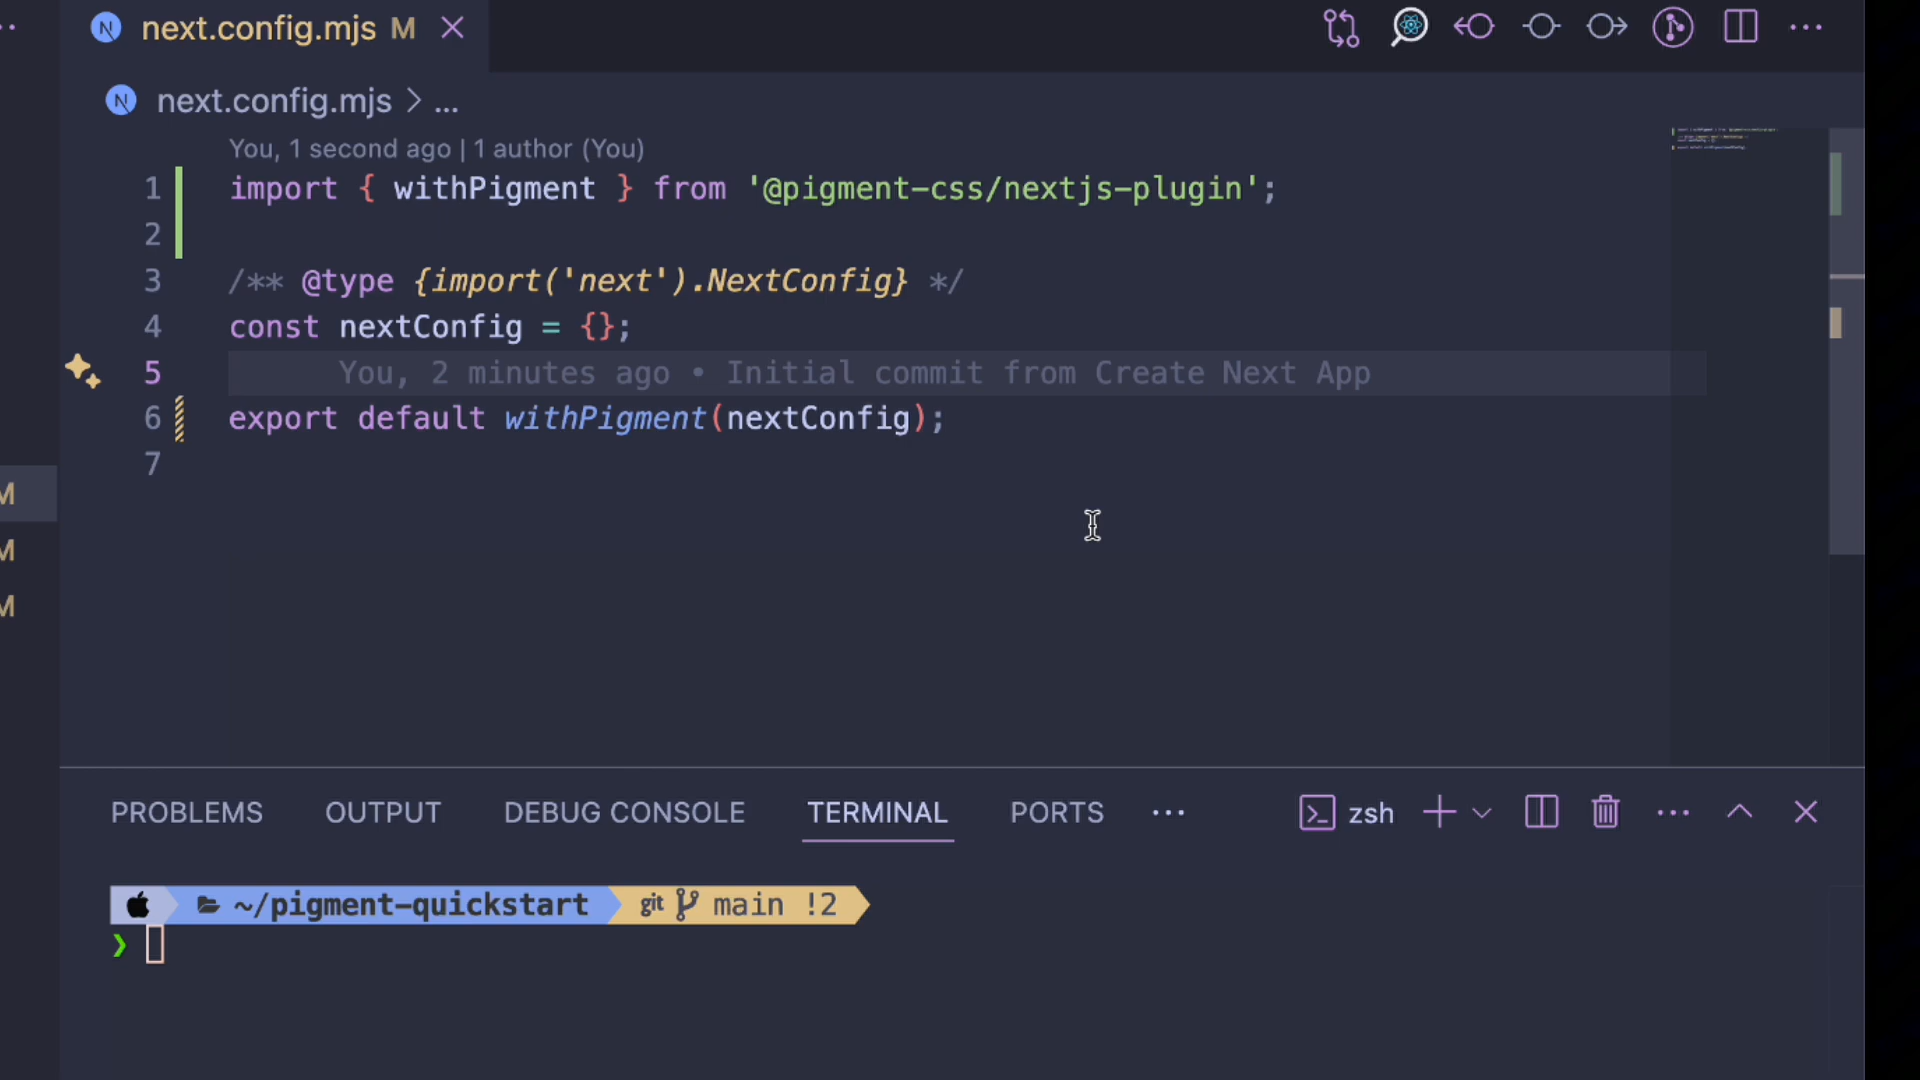 next.config.mjs M
next.config.mjs > ...
You, 1 second ago | 1 author (You)
1 import { withPigment } from '@pigment-css/nextjs-plugin';
2
3 /** @type {import('next').NextConfig} */
4 const nextConfig = {};
5 You, 2 minutes ago • Initial commit from Create Next App
6 export default withPigment(nextConfig);
7
M
M
M
PROBLEMS OUTPUT DEBUG CONSOLE TERMINAL PORTS ... zsh
~/pigment-quickstart git main !2
❯